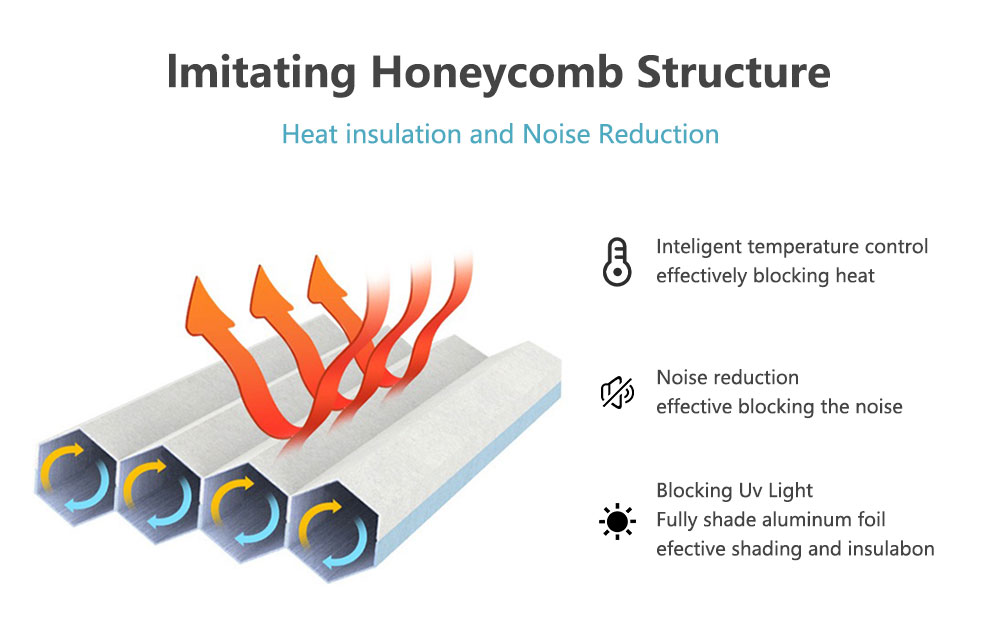 Imitating Honeycomb Structure
Heat insulation and Noise Reduction
Inteligent temperature control
effectively blocking heat
Noise reduction
effective blocking the noise
Blocking Uv Light
Fully shade aluminum foil
efective shading and insulabon